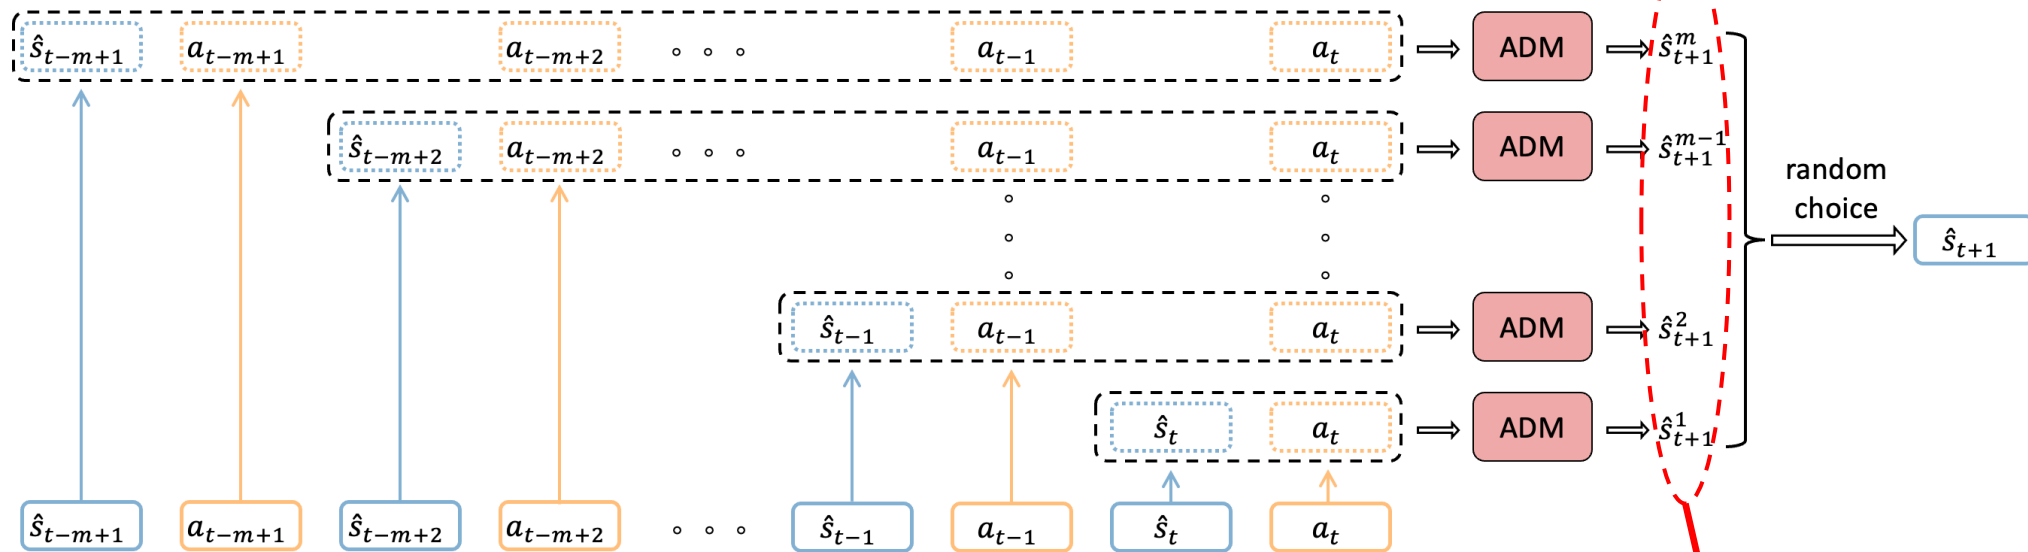 ŝ_{t−m+1} a_{t−m+1} a_{t−m+2} ∘ ∘ ∘ a_{t−1} a_t ADM ŝ^m_{t+1}
ŝ_{t−m+2} a_{t−m+2} ∘ ∘ ∘ a_{t−1} a_t ADM ŝ^{m−1}_{t+1}
random
choice
ŝ_{t+1}
ŝ_{t−1} a_{t−1} a_t ADM ŝ^2_{t+1}
ŝ_t a_t ADM ŝ^1_{t+1}
ŝ_{t−m+1} a_{t−m+1} ŝ_{t−m+2} a_{t−m+2} ∘ ∘ ∘ ŝ_{t−1} a_{t−1} ŝ_t a_t